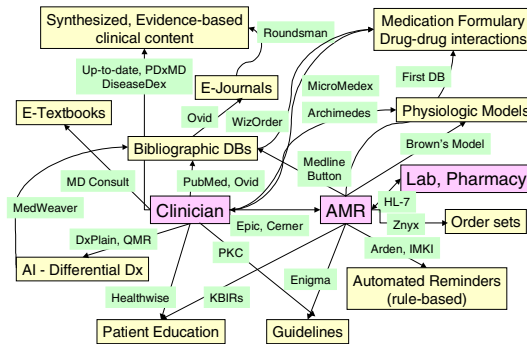 Synthesized, Evidence-based
clinical content
Roundsman
Medication Formulary
Drug-drug interactions
Up-to-date, PDxMD
DiseaseDex
E-Journals
MicroMedex
First DB
E-Textbooks
Ovid
WizOrder
Archimedes
Physiologic Models
Bibliographic DBs
Brown's Model
MD Consult
PubMed, Ovid
Medline
Button
Lab, Pharmacy
MedWeaver
Clinician
AMR
HL-7
Epic, Cerner
Znyx
Order sets
DxPlain, QMR
PKC
Arden, IMKI
AI - Differential Dx
Enigma
Automated Reminders
(rule-based)
Healthwise
KBIRs
Patient Education
Guidelines